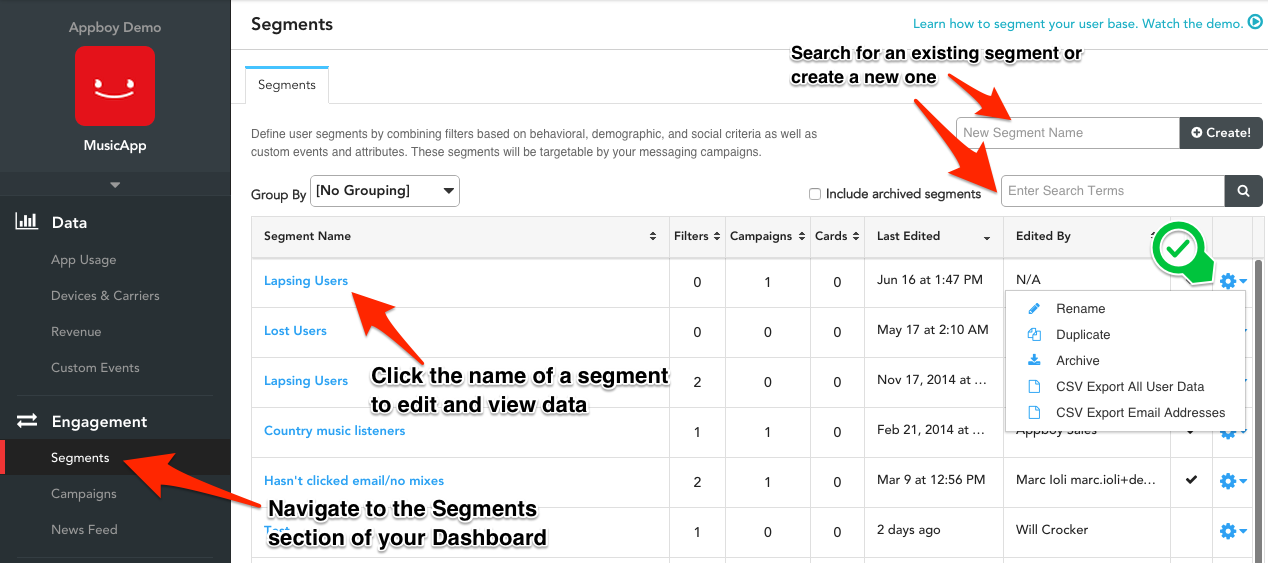 Appboy Demo
MusicApp
Data
App Usage
Devices & Carriers
Revenue
Custom Events
Engagement
Segments
Campaigns
News Feed
Segments
Learn how to segment your user base. Watch the demo.
Search for an existing segment or
create a new one
Segments
Define user segments by combining filters based on behavioral, demographic, and social criteria as well as
custom events and attributes. These segments will be targetable by your messaging campaigns.
New Segment Name
Create!
Group By [No Grouping]
Include archived segments
Enter Search Terms
Segment Name Filters Campaigns Cards Last Edited Edited By
Lapsing Users 0 1 0 Jun 16 at 1:47 PM N/A
Lost Users 0 0 0 May 17 at 2:10 AM
Lapsing Users 2 0 0 Nov 17, 2014 at ...
Country music listeners 1 1 0 Feb 21, 2014 at ... Appboy Sales
Hasn't clicked email/no mixes 2 1 0 Mar 9 at 12:56 PM Marc Ioli marc.ioli+de...
Test 1 0 0 2 days ago Will Crocker
Rename
Duplicate
Archive
CSV Export All User Data
CSV Export Email Addresses
Click the name of a segment
to edit and view data
Navigate to the Segments
section of your Dashboard